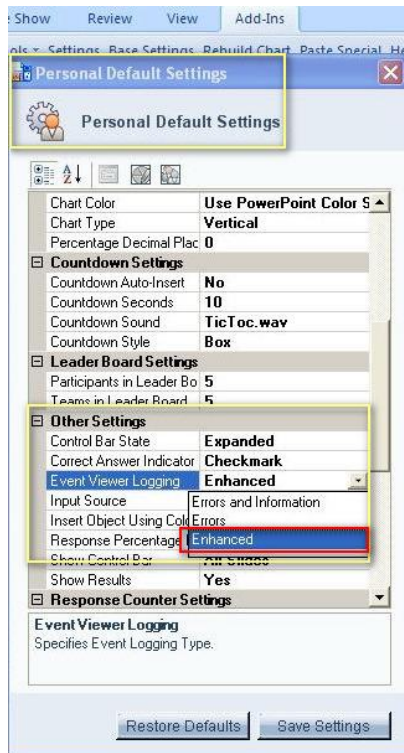 Show Review View Add-Ins
ols Settings Base Settings Rebuild Chart Paste Special He
Personal Default Settings
Personal Default Settings
Chart Color Use PowerPoint Color S
Chart Type Vertical
Percentage Decimal Plac 0
Countdown Settings
Countdown Auto-Insert No
Countdown Seconds 10
Countdown Sound TicToc.wav
Countdown Style Box
Leader Board Settings
Participants in Leader Bo 5
Teams in Leader Board 5
Other Settings
Control Bar State Expanded
Correct Answer Indicator Checkmark
Event Viewer Logging Enhanced
Input Source Errors and Information
Insert Object Using Colo Errors
Response Percentage Enhanced
Show Control Bar All Slides
Show Results Yes
Response Counter Settings
Event Viewer Logging
Specifies Event Logging Type.
Restore Defaults Save Settings